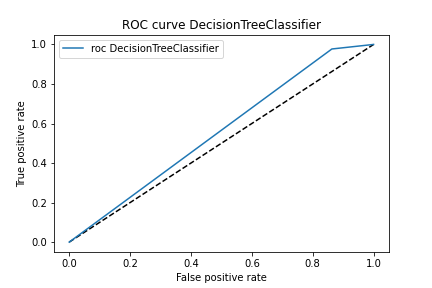 ROC curve DecisionTreeClassifier
roc DecisionTreeClassifier
True positive rate
1.0
0.8
0.6
0.4
0.2
0.0
0.0 0.2 0.4 0.6 0.8 1.0
False positive rate